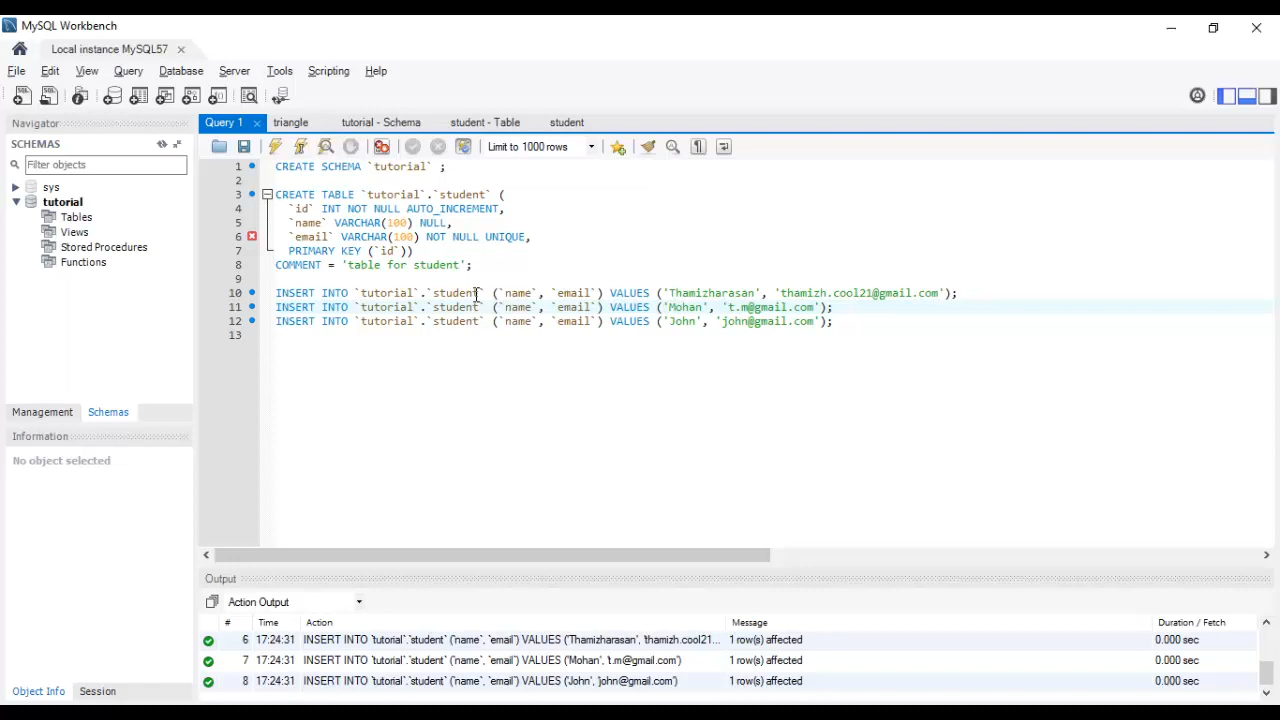 MySQL Workbench
Local instance MySQL57
File Edit View Query Database Server Tools Scripting Help
Navigator
SCHEMAS
Filter objects
sys
tutorial
Tables
Views
Stored Procedures
Functions
Management Schemas
Information
No object selected
Object Info Session
Query 1 triangle tutorial - Schema student - Table student
Limit to 1000 rows
1 CREATE SCHEMA `tutorial` ;
2
3 CREATE TABLE `tutorial`.`student` (
4 `id` INT NOT NULL AUTO_INCREMENT,
5 `name` VARCHAR(100) NULL,
6 `email` VARCHAR(100) NOT NULL UNIQUE,
7 PRIMARY KEY (`id`))
8 COMMENT = 'table for student';
9
10 INSERT INTO `tutorial`.`student` (`name`, `email`) VALUES ('Thamizharasan', 'thamizh.cool21@gmail.com');
11 INSERT INTO `tutorial`.`student` (`name`, `email`) VALUES ('Mohan', 't.m@gmail.com');
12 INSERT INTO `tutorial`.`student` (`name`, `email`) VALUES ('John', 'john@gmail.com');
13
Output
Action Output
# Time Action Message Duration / Fetch
6 17:24:31 INSERT INTO `tutorial`.`student` (`name`, `email`) VALUES ('Thamizharasan', 'thamizh.cool21... 1 row(s) affected 0.000 sec
7 17:24:31 INSERT INTO `tutorial`.`student` (`name`, `email`) VALUES ('Mohan', 't.m@gmail.com') 1 row(s) affected 0.000 sec
8 17:24:31 INSERT INTO `tutorial`.`student` (`name`, `email`) VALUES ('John', 'john@gmail.com') 1 row(s) affected 0.000 sec